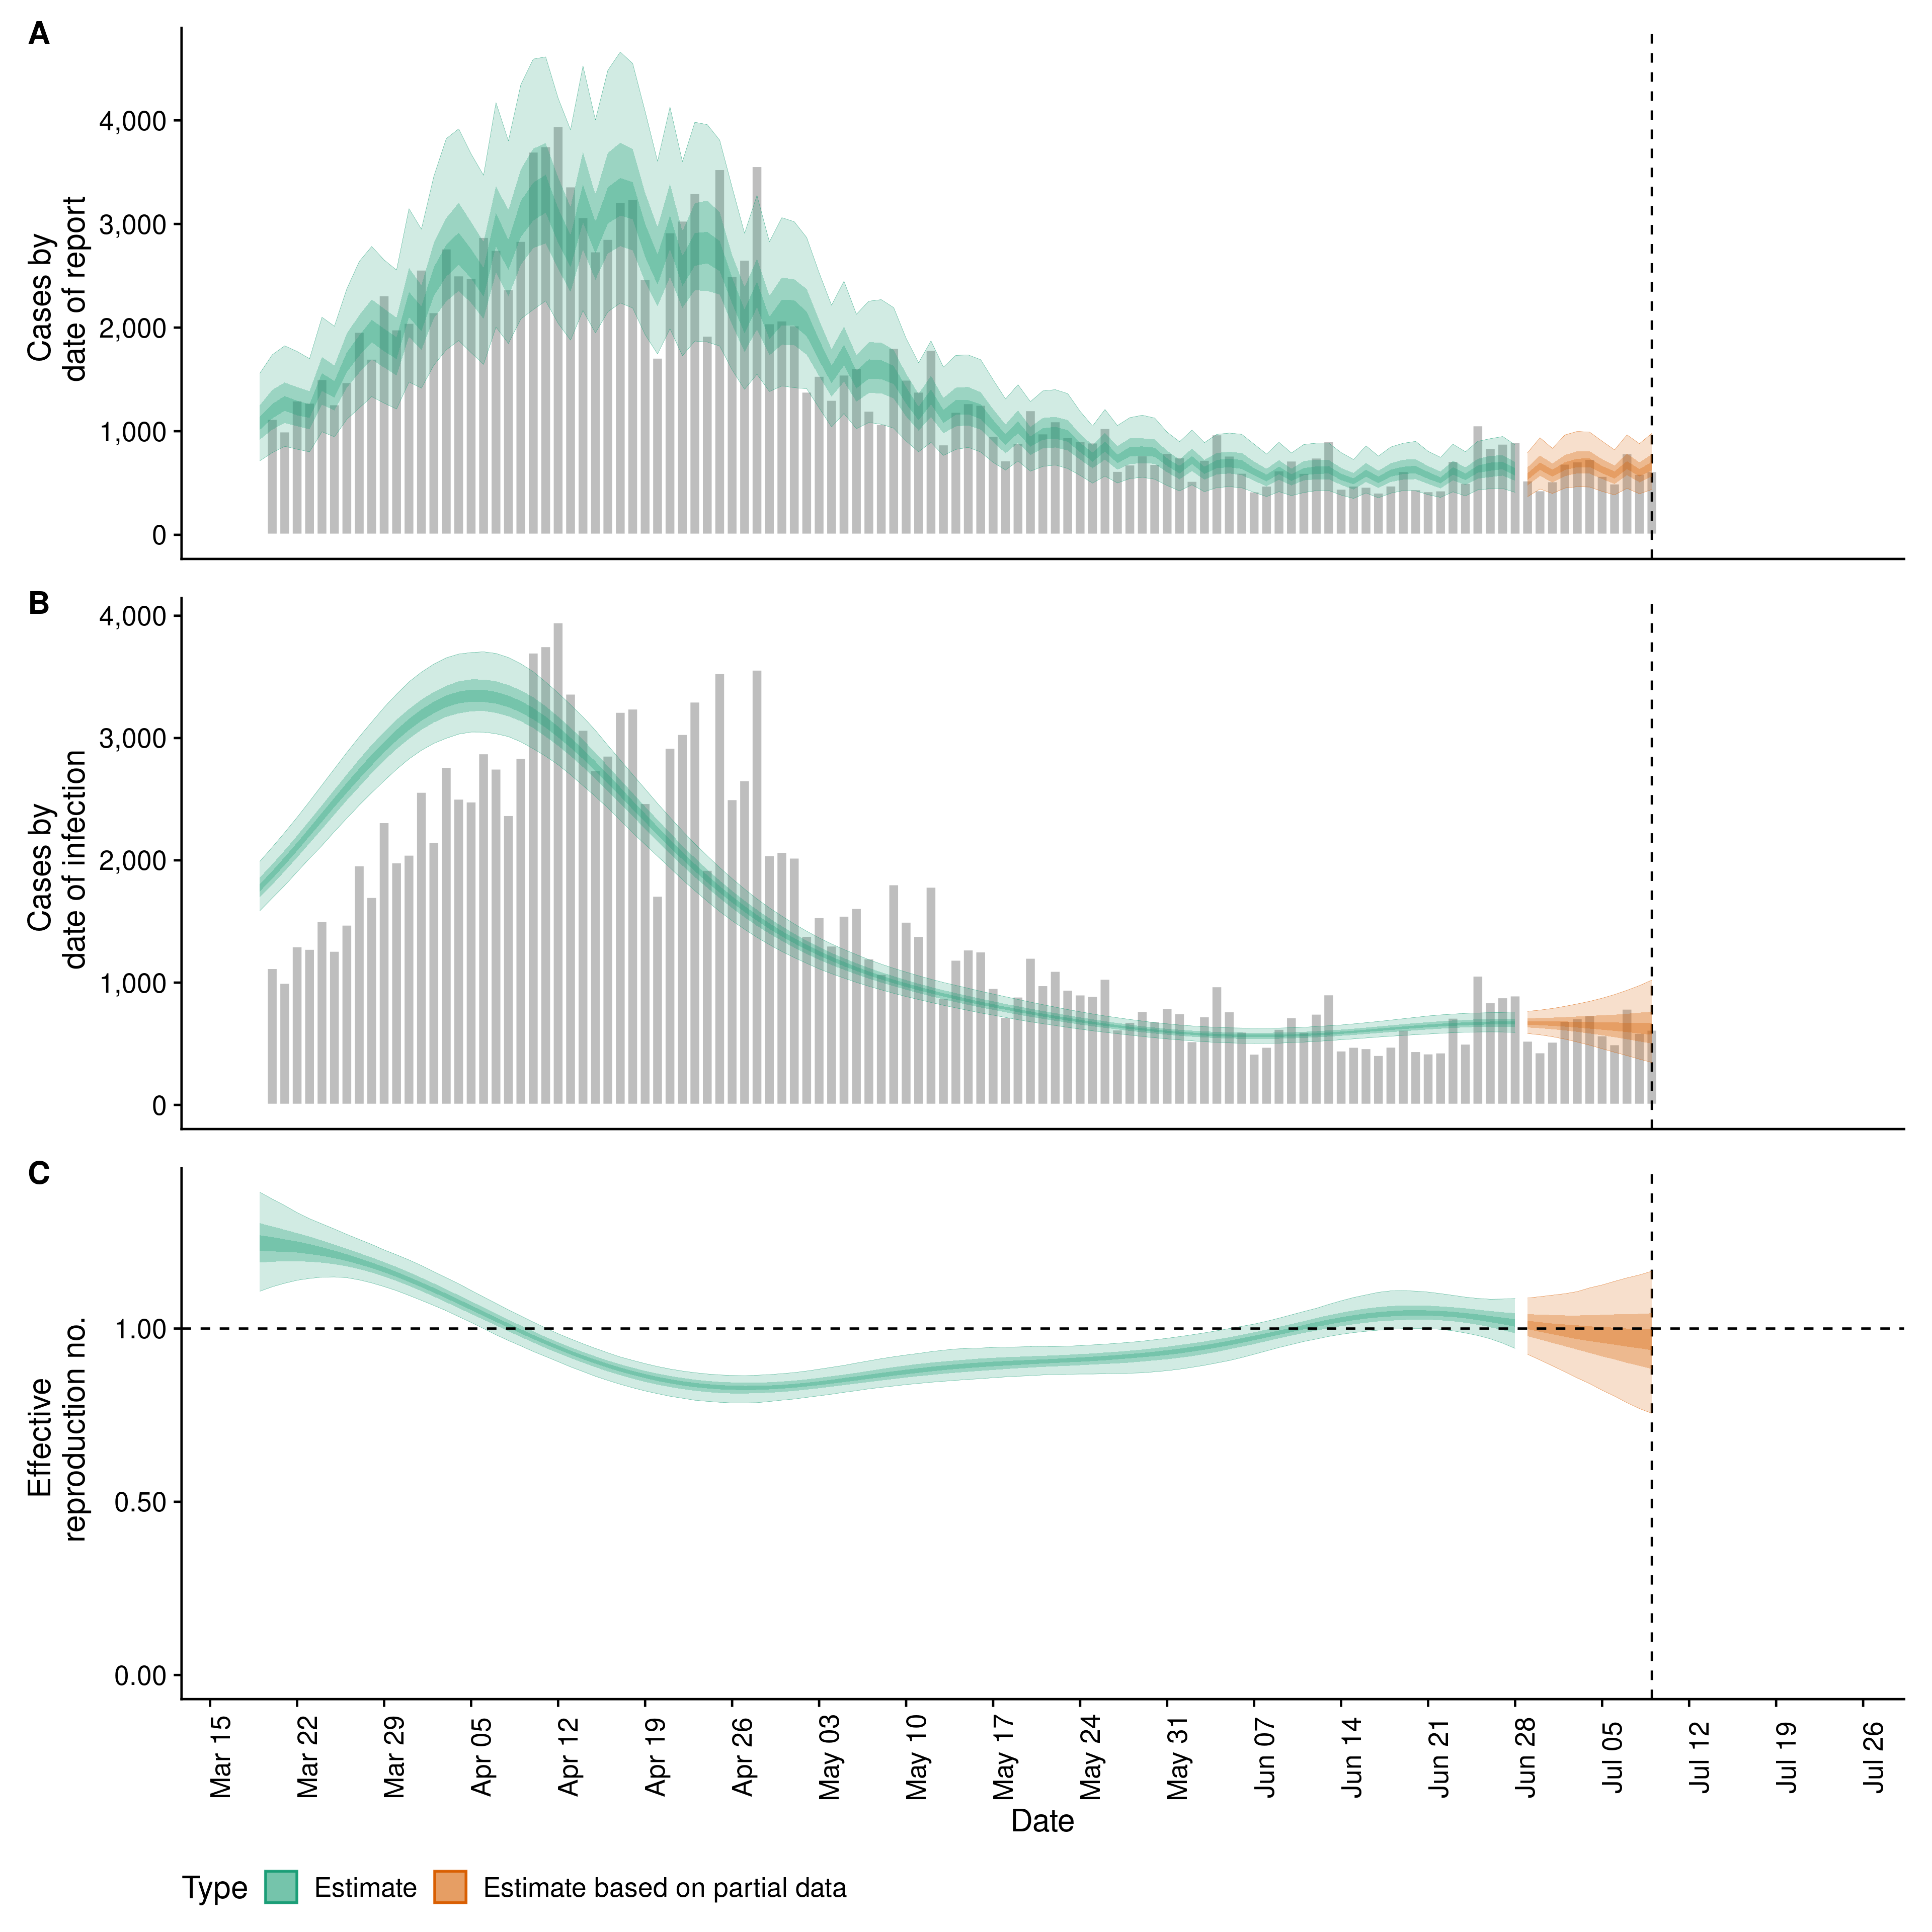 A
Cases by
date of report
4,000
3,000
2,000
1,000
0
B
Cases by
date of infection
4,000
3,000
2,000
1,000
0
C
Effective
reproduction no.
1.00
0.50
0.00
Mar 15
Mar 22
Mar 29
Apr 05
Apr 12
Apr 19
Apr 26
May 03
May 10
May 17
May 24
May 31
Jun 07
Jun 14
Jun 21
Jun 28
Jul 05
Jul 12
Jul 19
Jul 26
Date
Type Estimate Estimate based on partial data